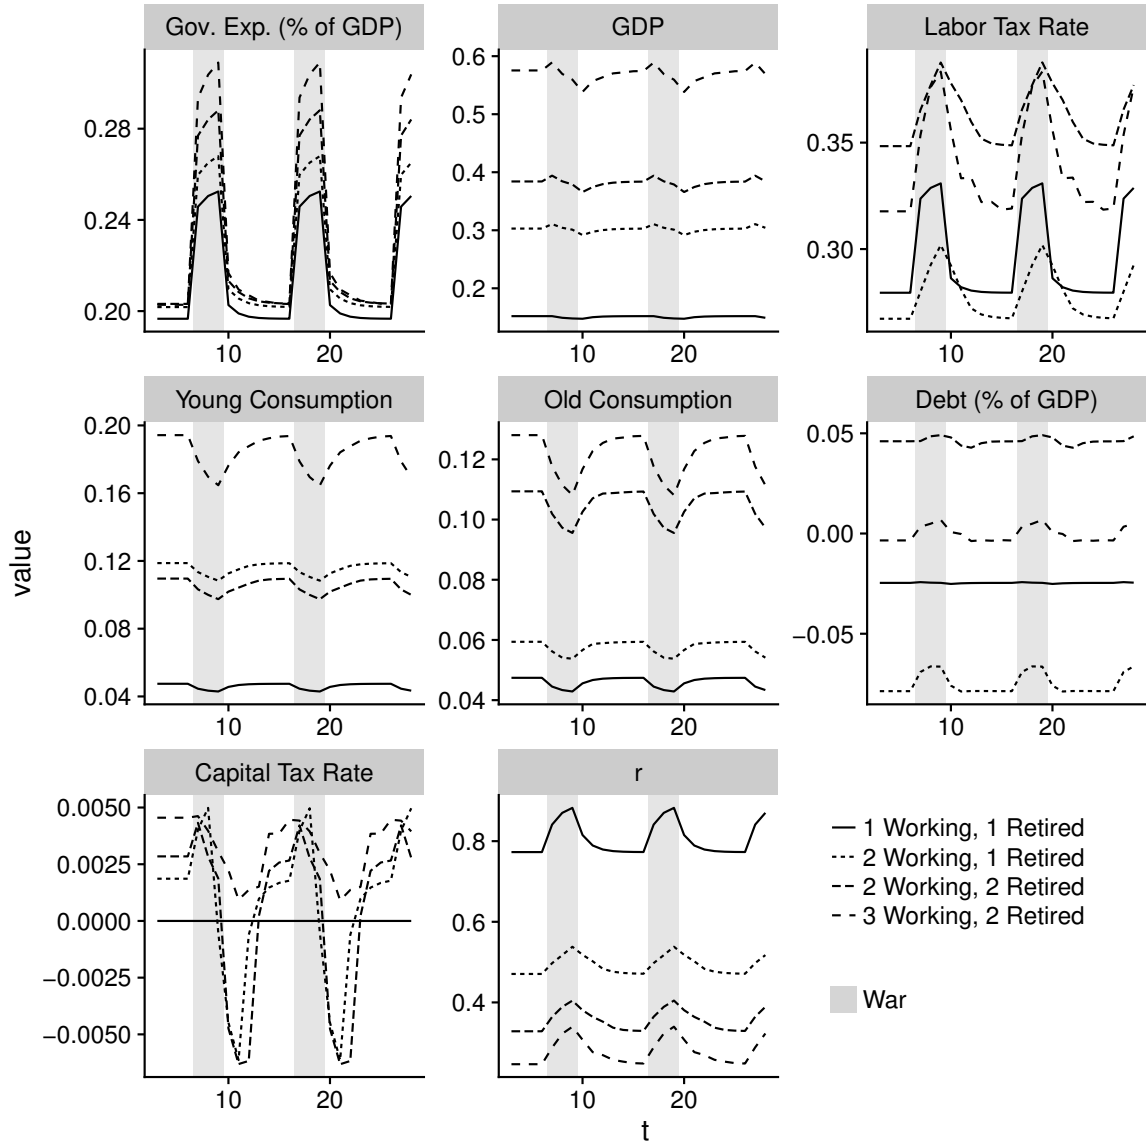 Gov. Exp. (% of GDP)
GDP
Labor Tax Rate
0.28
0.24
0.20
10 20
0.6
0.5
0.4
0.3
0.2
10 20
0.35
0.30
10 20
Young Consumption
Old Consumption
Debt (% of GDP)
0.20
0.16
0.12
0.08
0.04
10 20
0.12
0.10
0.08
0.06
0.04
10 20
0.05
0.00
−0.05
10 20
value
Capital Tax Rate
r
0.0050
0.0025
0.0000
−0.0025
−0.0050
10 20
0.8
0.6
0.4
10 20
1 Working, 1 Retired
2 Working, 1 Retired
2 Working, 2 Retired
3 Working, 2 Retired
War
t